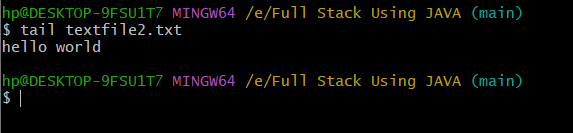 hp@DESKTOP-9FSU1T7 MINGW64 /e/Full Stack Using JAVA (main)
$ tail textfile2.txt
hello world
hp@DESKTOP-9FSU1T7 MINGW64 /e/Full Stack Using JAVA (main)
$